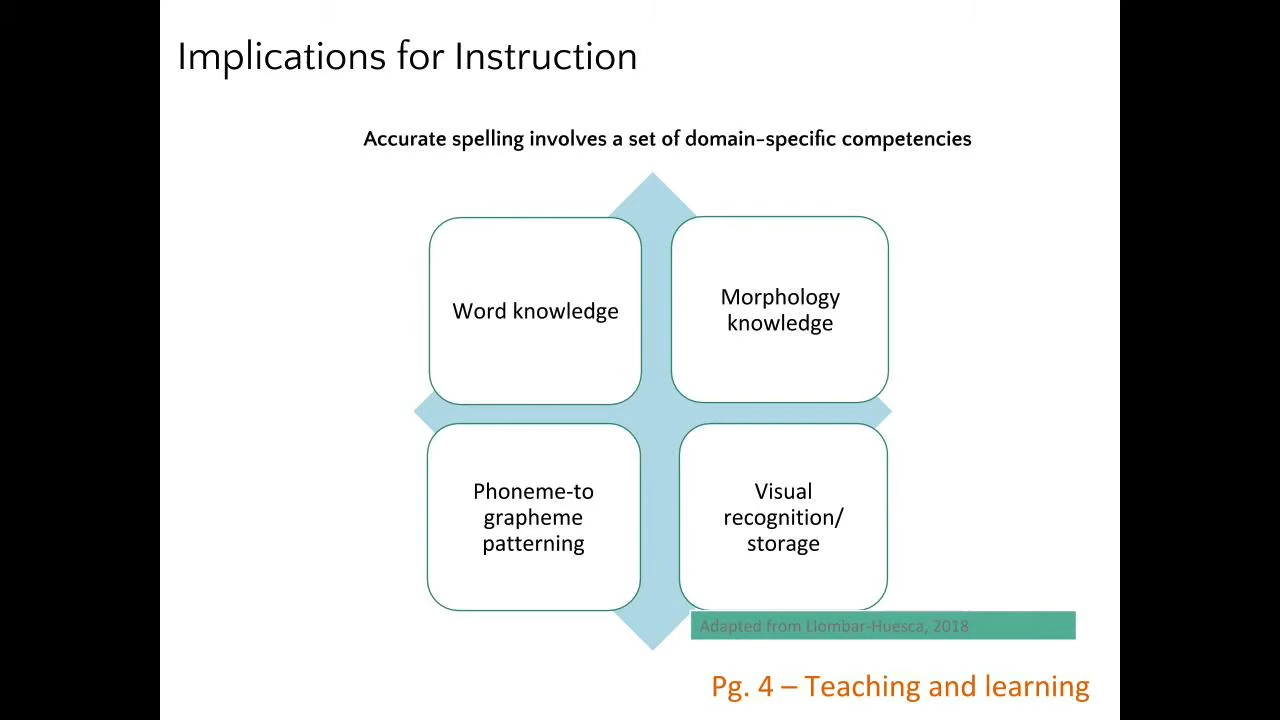 Implications for Instruction
Accurate spelling involves a set of domain-specific competencies
Word knowledge
Morphology
knowledge
Phoneme-to
grapheme
patterning
Visual
recognition/
storage
Adapted from Llombar-Huesca, 2018
Pg. 4 – Teaching and learning